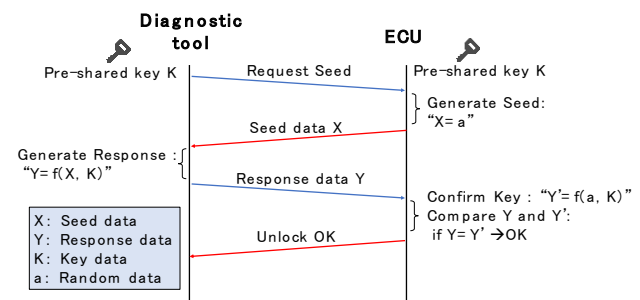 Diagnostic
tool
ECU
Pre-shared key K
Request Seed
Pre-shared key K
Generate Seed:
“X= a”
Seed data X
Generate Response :
“Y= f(X, K)”
Response data Y
Confirm Key : “Y’= f(a, K)”
Compare Y and Y’:
if Y= Y’ →OK
Unlock OK
X: Seed data
Y: Response data
K: Key data
a: Random data